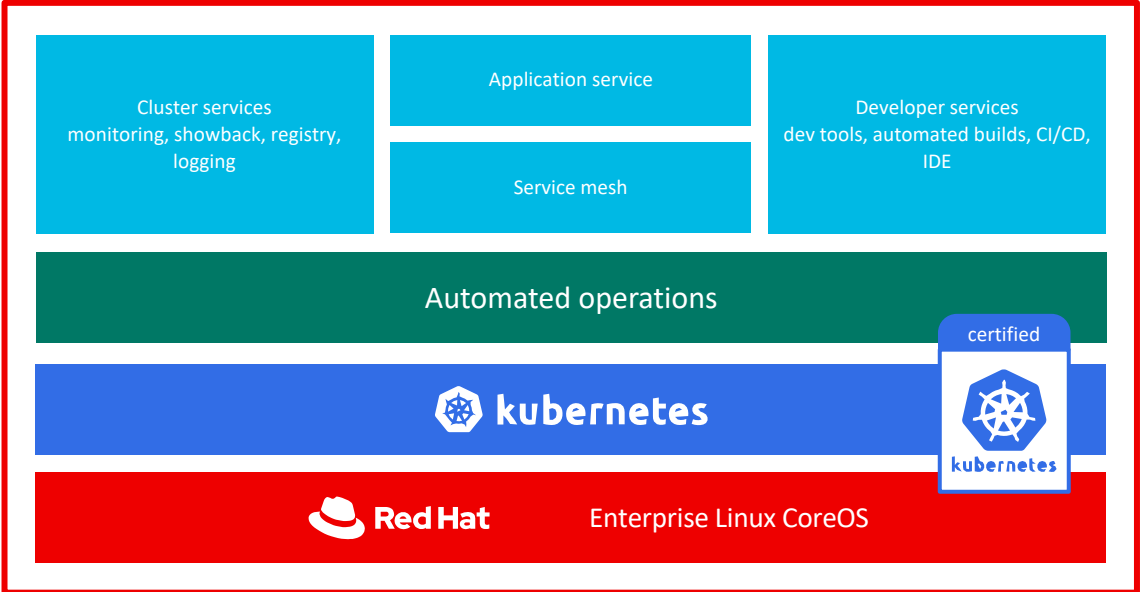 Cluster services
monitoring, showback, registry,
logging
Application service
Service mesh
Developer services
dev tools, automated builds, CI/CD,
IDE
Automated operations
certified
kubernetes
kubernetes
Red Hat
Enterprise Linux CoreOS